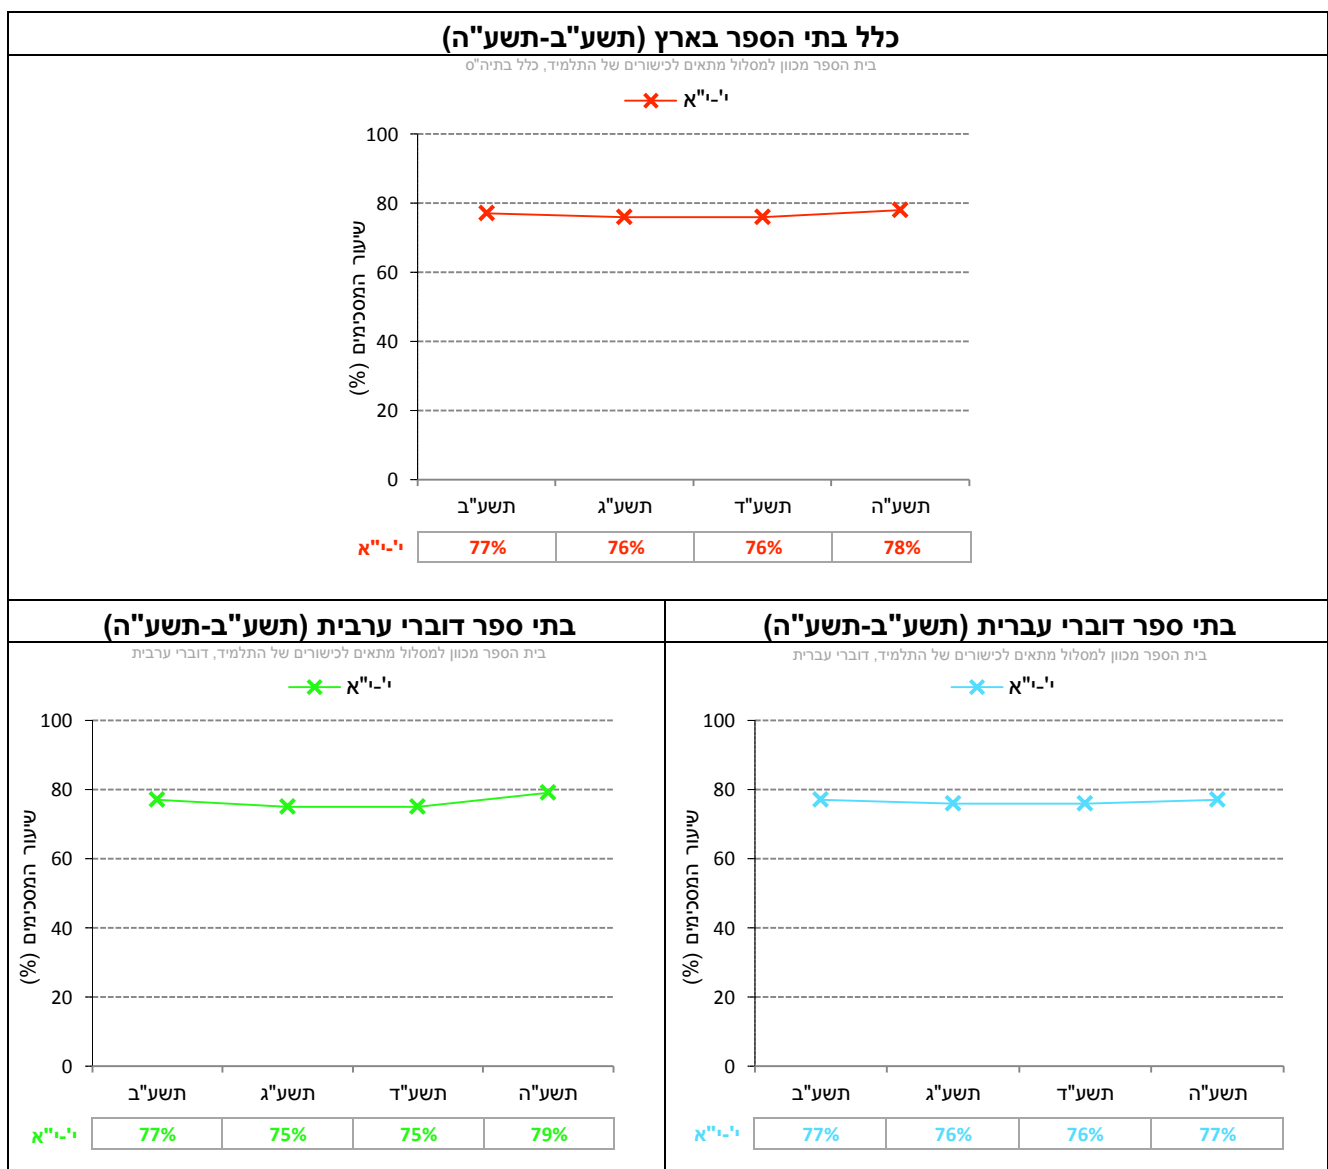 כלל בתי הספר בארץ (תשע"ב-תשע"ה)
בית הספר מכוון למסלול מתאים לכישורים של התלמיד, כלל בתיה"ס
י'-י"א
שיעור המסכימים (%)
100
80
60
40
20
0
תשע"ב תשע"ג תשע"ד תשע"ה
י'-י"א 77% 76% 76% 78%
בתי ספר דוברי עברית (תשע"ב-תשע"ה)
בית הספר מכוון למסלול מתאים לכישורים של התלמיד, דוברי עברית
י'-י"א
שיעור המסכימים (%)
100
80
60
40
20
0
תשע"ב תשע"ג תשע"ד תשע"ה
י'-י"א 77% 76% 76% 77%
בתי ספר דוברי ערבית (תשע"ב-תשע"ה)
בית הספר מכוון למסלול מתאים לכישורים של התלמיד, דוברי ערבית
י'-י"א
שיעור המסכימים (%)
100
80
60
40
20
0
תשע"ב תשע"ג תשע"ד תשע"ה
י'-י"א 77% 75% 75% 79%